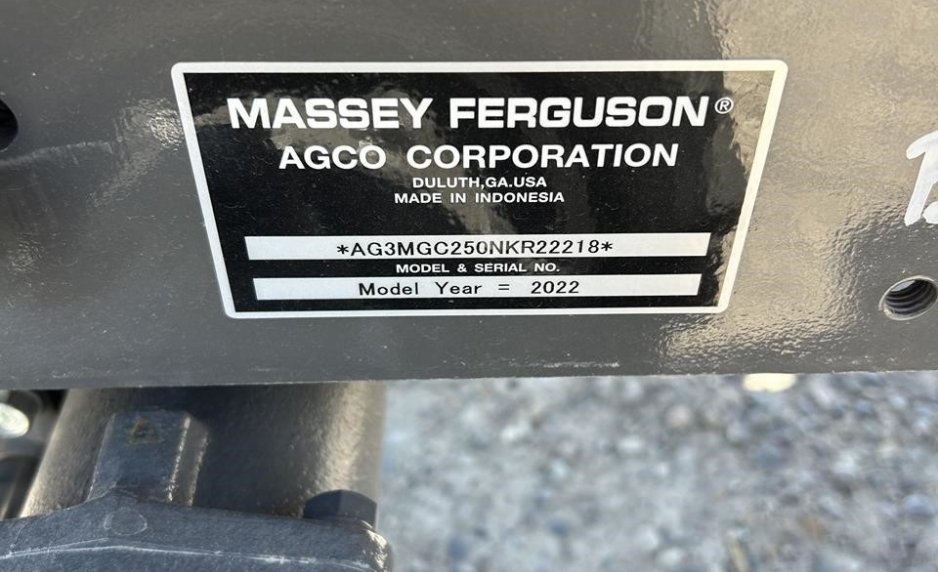 MASSEY FERGUSON®
AGCO CORPORATION
DULUTH,GA.USA
MADE IN INDONESIA
*AG3MGC250NKR22218*
MODEL & SERIAL NO.
Model Year = 2022